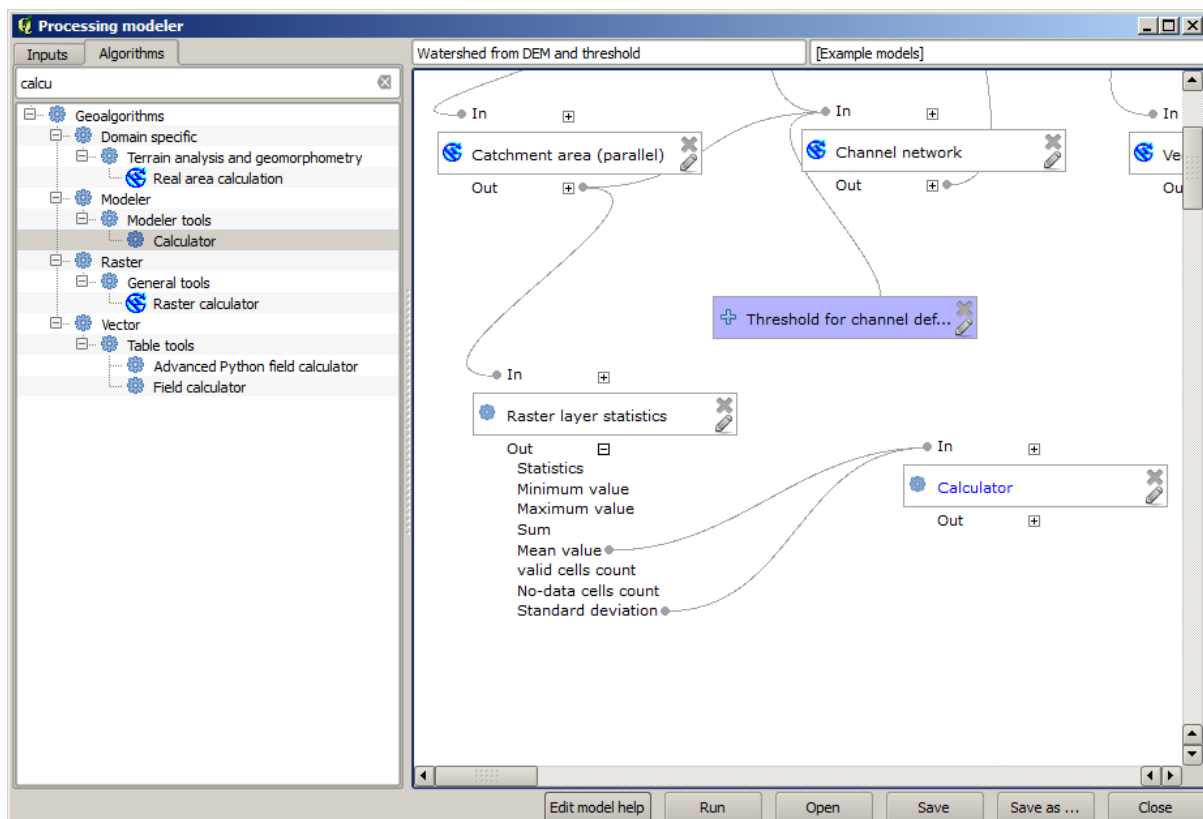 Processing modeler
Inputs
Algorithms
calcu
Geoalgorithms
Domain specific
Terrain analysis and geomorphometry
Real area calculation
Modeler
Modeler tools
Calculator
Raster
General tools
Raster calculator
Vector
Table tools
Advanced Python field calculator
Field calculator
Watershed from DEM and threshold
[Example models]
In
Catchment area (parallel)
Out
In
Channel network
Out
In
Ve
Ou
Threshold for channel def...
In
Raster layer statistics
Out
Statistics
Minimum value
Maximum value
Sum
Mean value
valid cells count
No-data cells count
Standard deviation
In
Calculator
Out
Edit model help
Run
Open
Save
Save as ...
Close